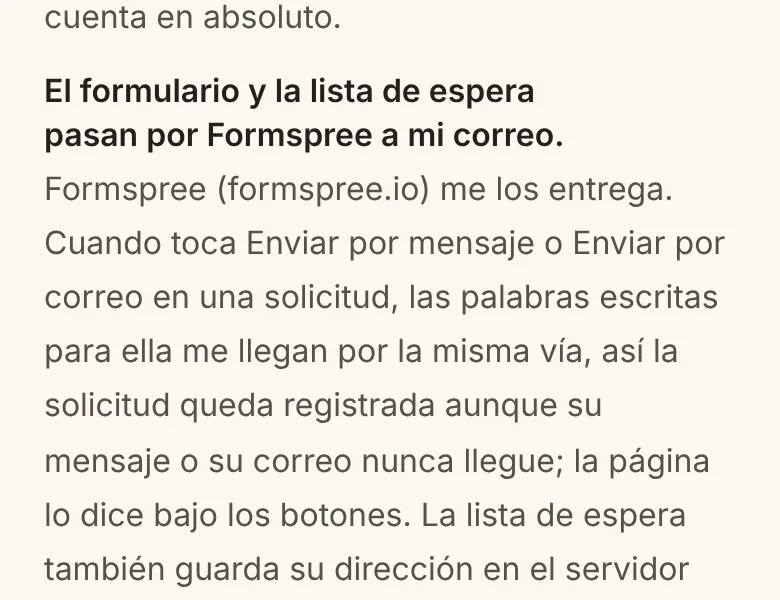 cuenta en absoluto.
El formulario y la lista de espera
pasan por Formspree a mi correo.
Formspree (formspree.io) me los entrega.
Cuando toca Enviar por mensaje o Enviar por
correo en una solicitud, las palabras escritas
para ella me llegan por la misma vía, así la
solicitud queda registrada aunque su
mensaje o su correo nunca llegue; la página
lo dice bajo los botones. La lista de espera
también guarda su dirección en el servidor